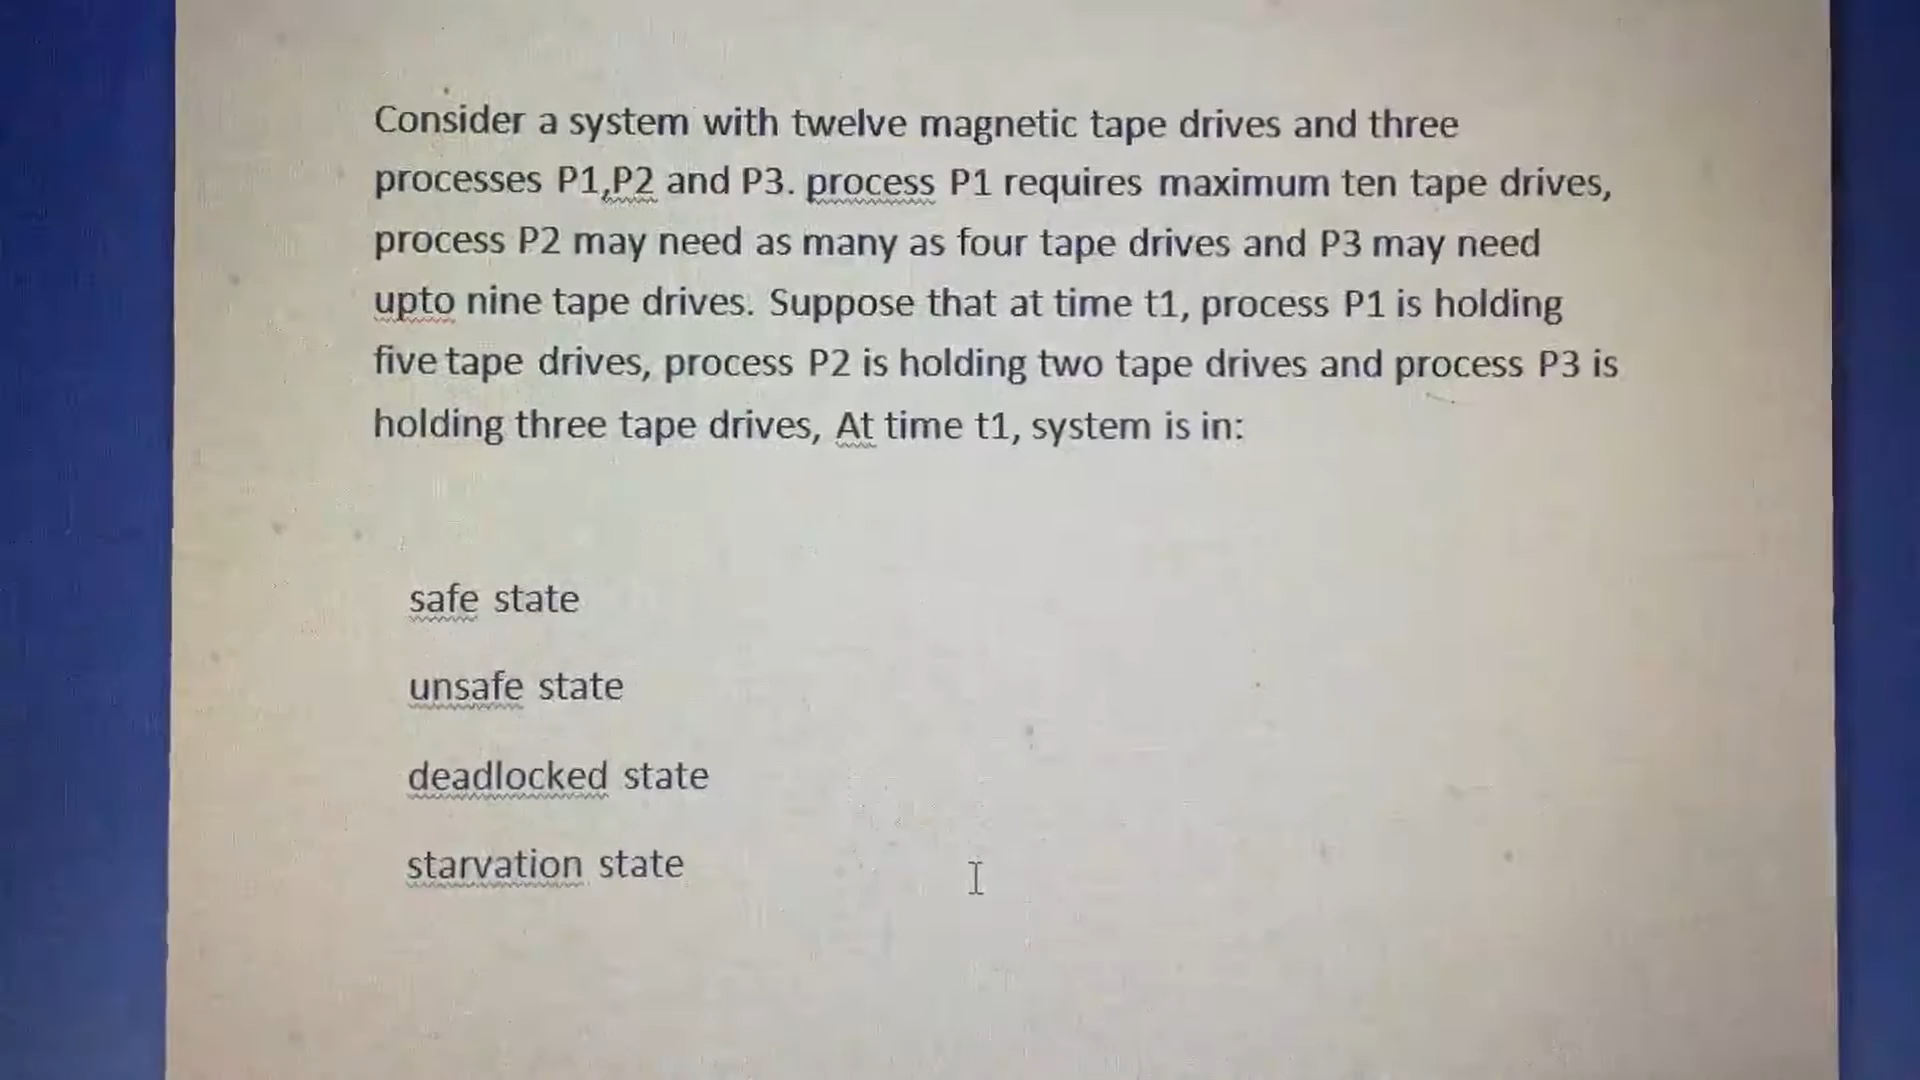 Consider a system with twelve magnetic tape drives and three
processes P1,P2 and P3. process P1 requires maximum ten tape drives,
process P2 may need as many as four tape drives and P3 may need
upto nine tape drives. Suppose that at time t1, process P1 is holding
five tape drives, process P2 is holding two tape drives and process P3 is
holding three tape drives, At time t1, system is in:
safe state
unsafe state
deadlocked state
starvation state